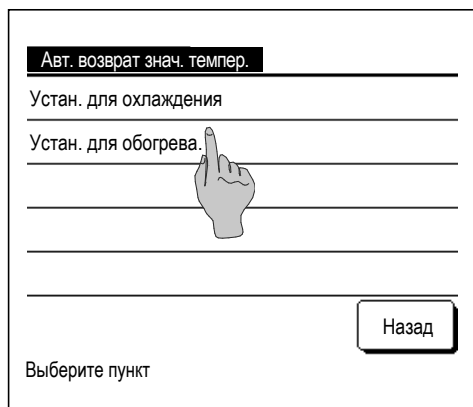 Авт. возврат знач. темпер.
Устан. для охлаждения
Устан. для обогрева.
Назад
Выберите пункт